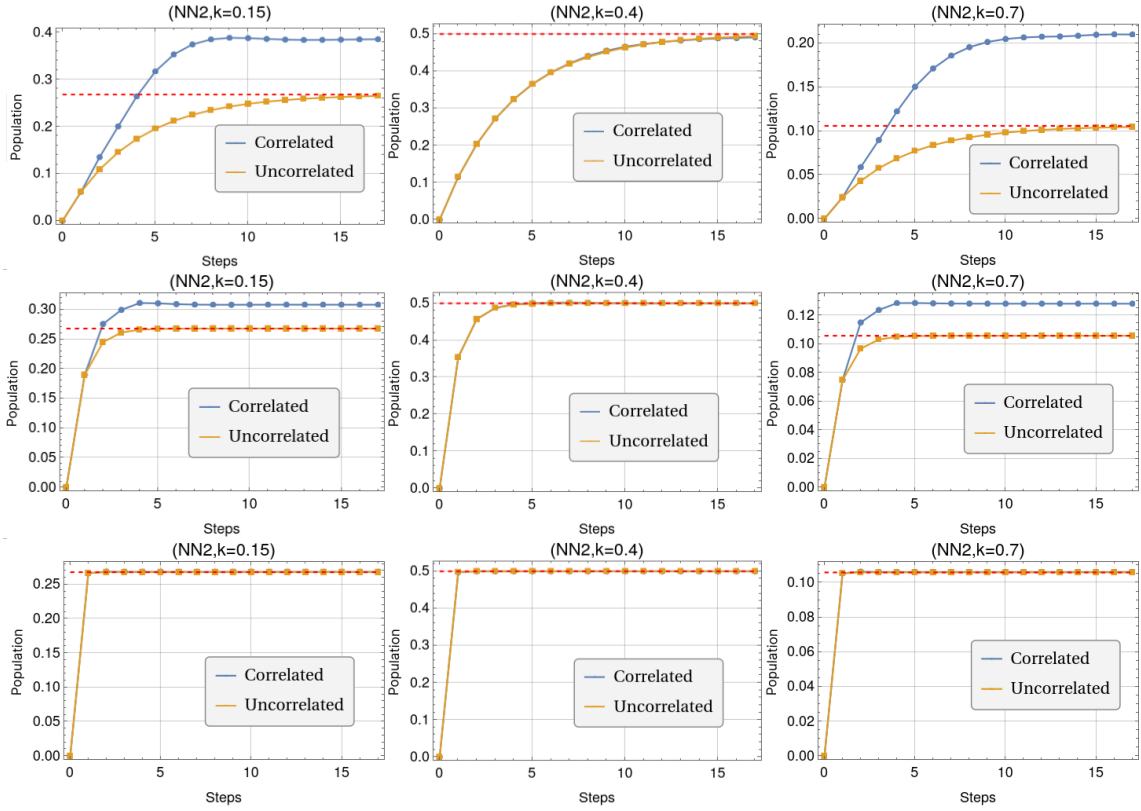 (NN2,k=0.15)
Population
0.4
0.3
0.2
0.1
0.0
Correlated
Uncorrelated
0
5
10
15
Steps
(NN2,k=0.4)
Population
0.5
0.4
0.3
0.2
0.1
0.0
Correlated
Uncorrelated
0
5
10
15
Steps
(NN2,k=0.7)
Population
0.20
0.15
0.10
0.05
0.00
Correlated
Uncorrelated
0
5
10
15
Steps
(NN2,k=0.15)
Population
0.30
0.25
0.20
0.15
0.10
0.05
0.00
Correlated
Uncorrelated
0
5
10
15
Steps
(NN2,k=0.4)
Population
0.5
0.4
0.3
0.2
0.1
0.0
Correlated
Uncorrelated
0
5
10
15
Steps
(NN2,k=0.7)
Population
0.12
0.10
0.08
0.06
0.04
0.02
0.00
Correlated
Uncorrelated
0
5
10
15
Steps
(NN2,k=0.15)
Population
0.25
0.20
0.15
0.10
0.05
0.00
Correlated
Uncorrelated
0
5
10
15
Steps
(NN2,k=0.4)
Population
0.5
0.4
0.3
0.2
0.1
0.0
Correlated
Uncorrelated
0
5
10
15
Steps
(NN2,k=0.7)
Population
0.10
0.08
0.06
0.04
0.02
0.00
Correlated
Uncorrelated
0
5
10
15
Steps